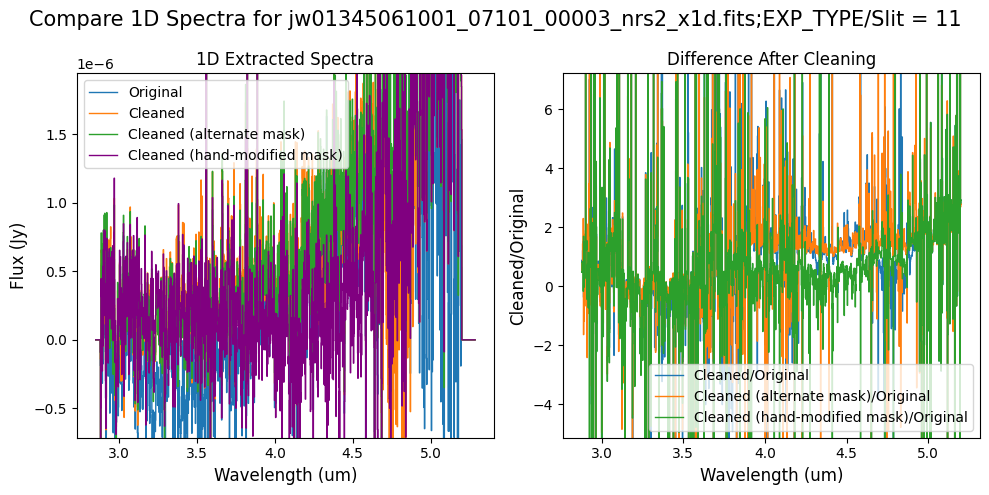 Compare 1D Spectra for jw01345061001_07101_00003_nrs2_x1d.fits;EXP_TYPE/Slit = 11
1D Extracted Spectra
1e−6
Original
Cleaned
Cleaned (alternate mask)
Cleaned (hand-modified mask)
1.5
1.0
0.5
0.0
−0.5
Flux (Jy)
3.0 3.5 4.0 4.5 5.0
Wavelength (um)
Difference After Cleaning
6
4
2
0
−2
−4
Cleaned/Original
Cleaned/Original
Cleaned (alternate mask)/Original
Cleaned (hand-modified mask)/Original
3.0 3.5 4.0 4.5 5.0
Wavelength (um)